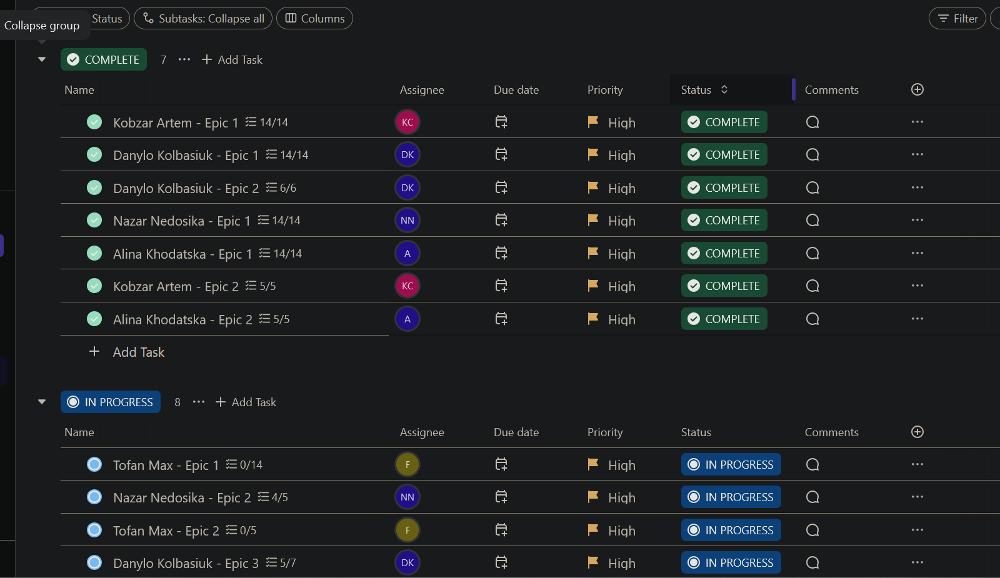 Collapse group
Status
Subtasks: Collapse all
Columns
Filter
COMPLETE 7 ... + Add Task
Name Assignee Due date Priority Status Comments
Kobzar Artem - Epic 1 14/14 KC High COMPLETE
Danylo Kolbasiuk - Epic 1 14/14 DK High COMPLETE
Danylo Kolbasiuk - Epic 2 6/6 DK High COMPLETE
Nazar Nedosika - Epic 1 14/14 NN High COMPLETE
Alina Khodatska - Epic 1 14/14 A High COMPLETE
Kobzar Artem - Epic 2 5/5 KC High COMPLETE
Alina Khodatska - Epic 2 5/5 A High COMPLETE
+ Add Task
IN PROGRESS 8 ... + Add Task
Name Assignee Due date Priority Status Comments
Tofan Max - Epic 1 0/14 F High IN PROGRESS
Nazar Nedosika - Epic 2 4/5 NN High IN PROGRESS
Tofan Max - Epic 2 0/5 F High IN PROGRESS
Danylo Kolbasiuk - Epic 3 5/7 DK High IN PROGRESS